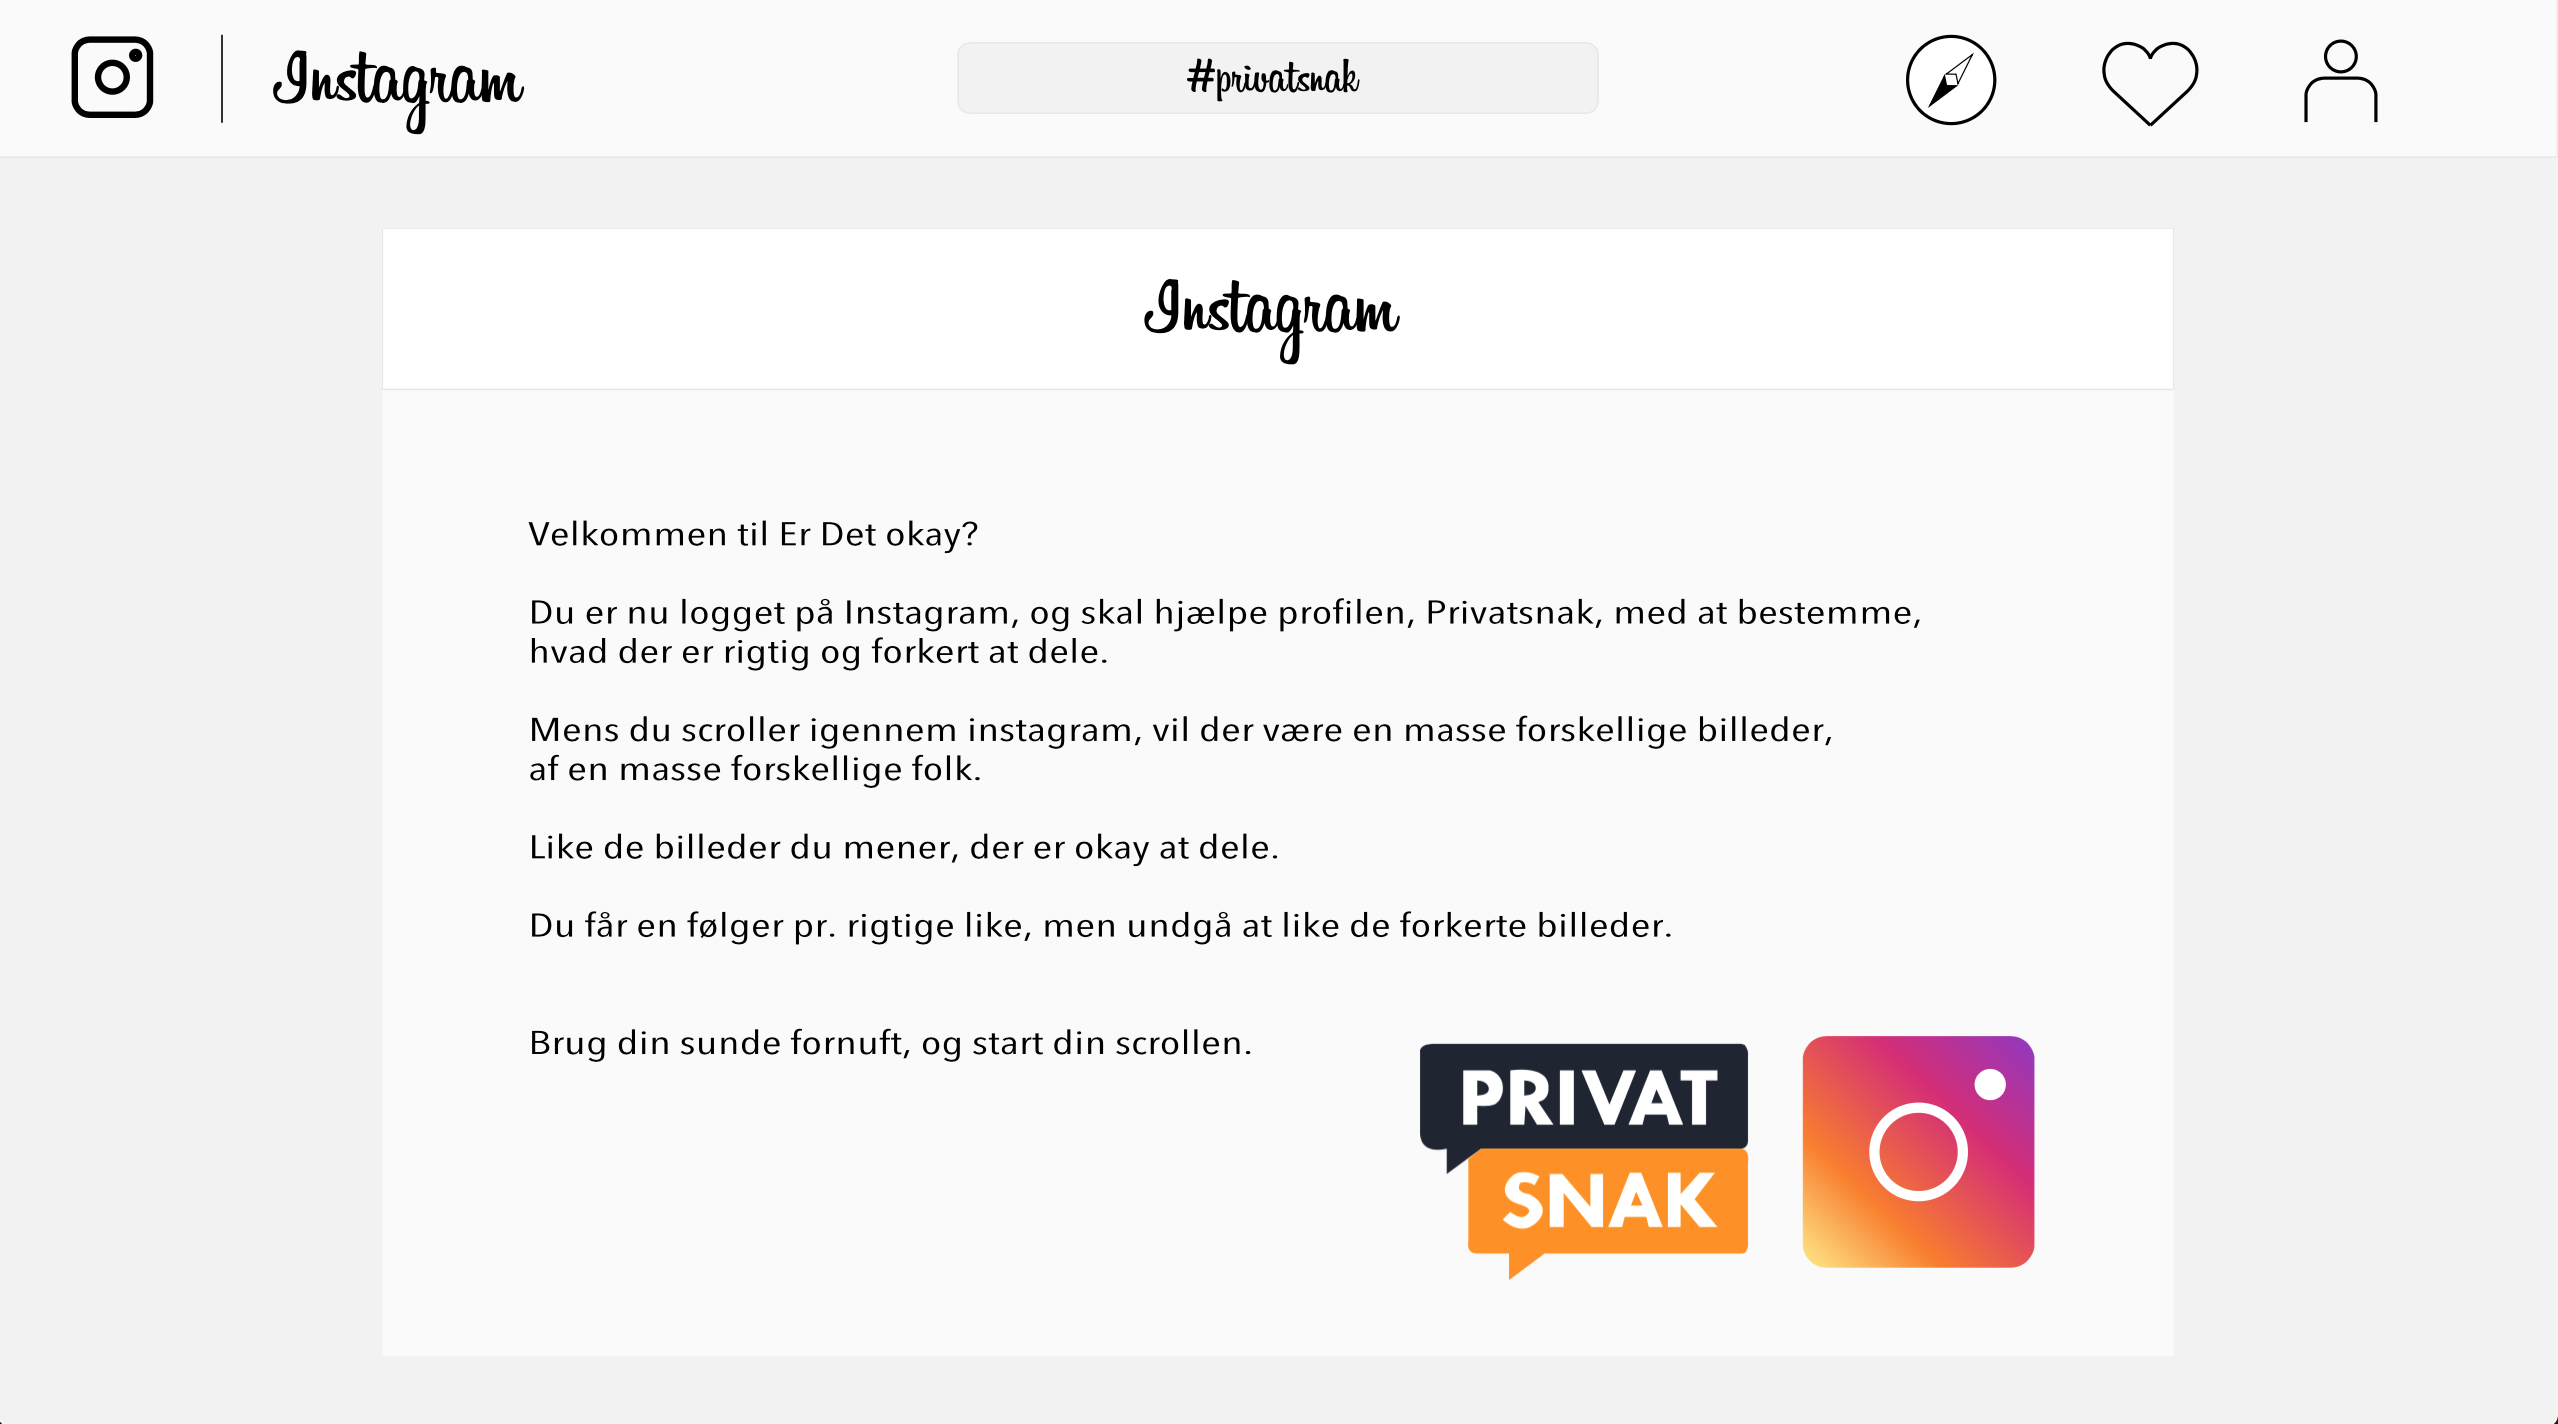 Instagram
#privatsnak
Instagram
Velkommen til Er Det okay?
Du er nu logget på Instagram, og skal hjælpe profilen, Privatsnak, med at bestemme,
hvad der er rigtig og forkert at dele.
Mens du scroller igennem instagram, vil der være en masse forskellige billeder,
af en masse forskellige folk.
Like de billeder du mener, der er okay at dele.
Du får en følger pr. rigtige like, men undgå at like de forkerte billeder.
Brug din sunde fornuft, og start din scrollen.
PRIVAT
SNAK